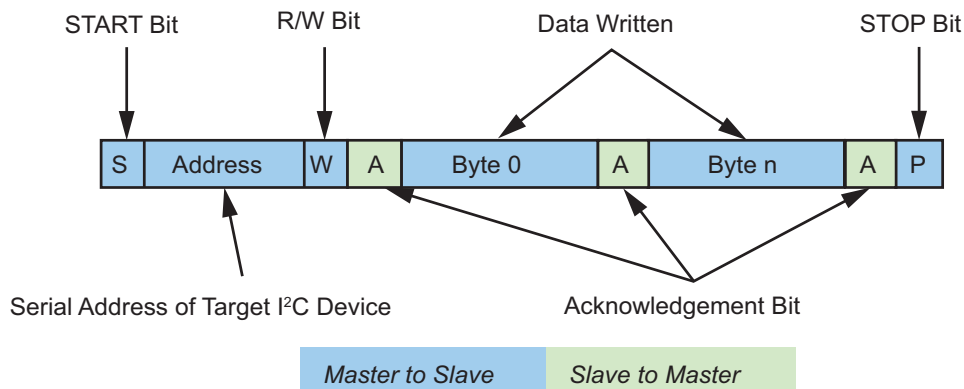 START Bit
R/W Bit
Data Written
STOP Bit
S Address W A Byte 0 A Byte n A P
Serial Address of Target I²C Device
Acknowledgement Bit
Master to Slave
Slave to Master